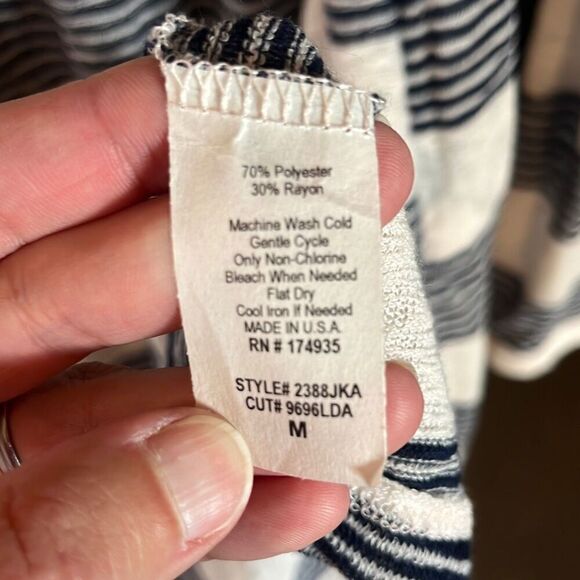 70% Polyester
30% Rayon
Machine Wash Cold
Gentle Cycle
Only Non-Chlorine
Bleach When Needed
Flat Dry
Cool Iron If Needed
MADE IN U.S.A.
RN # 174935
STYLE# 2388JKA
CUT# 9696LDA
M